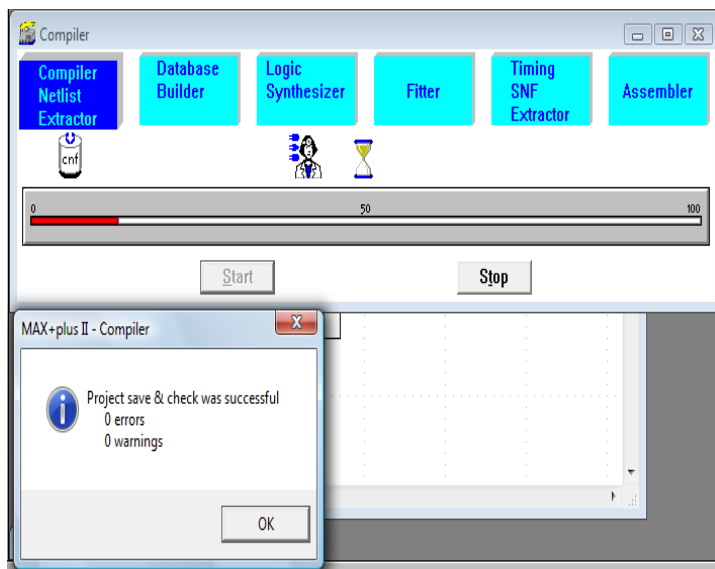 Compiler
Compiler
Netlist
Extractor
Database
Builder
Logic
Synthesizer
Fitter
Timing
SNF
Extractor
Assembler
cnf
0 50 100
Start Stop
MAX+plus II - Compiler
Project save & check was successful
0 errors
0 warnings
OK